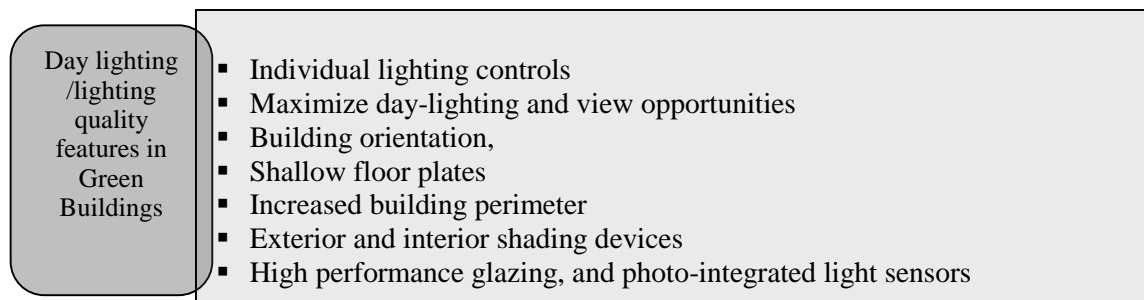 Day lighting
/lighting
quality
features in
Green
Buildings
▪ Individual lighting controls
▪ Maximize day-lighting and view opportunities
▪ Building orientation,
▪ Shallow floor plates
▪ Increased building perimeter
▪ Exterior and interior shading devices
▪ High performance glazing, and photo-integrated light sensors